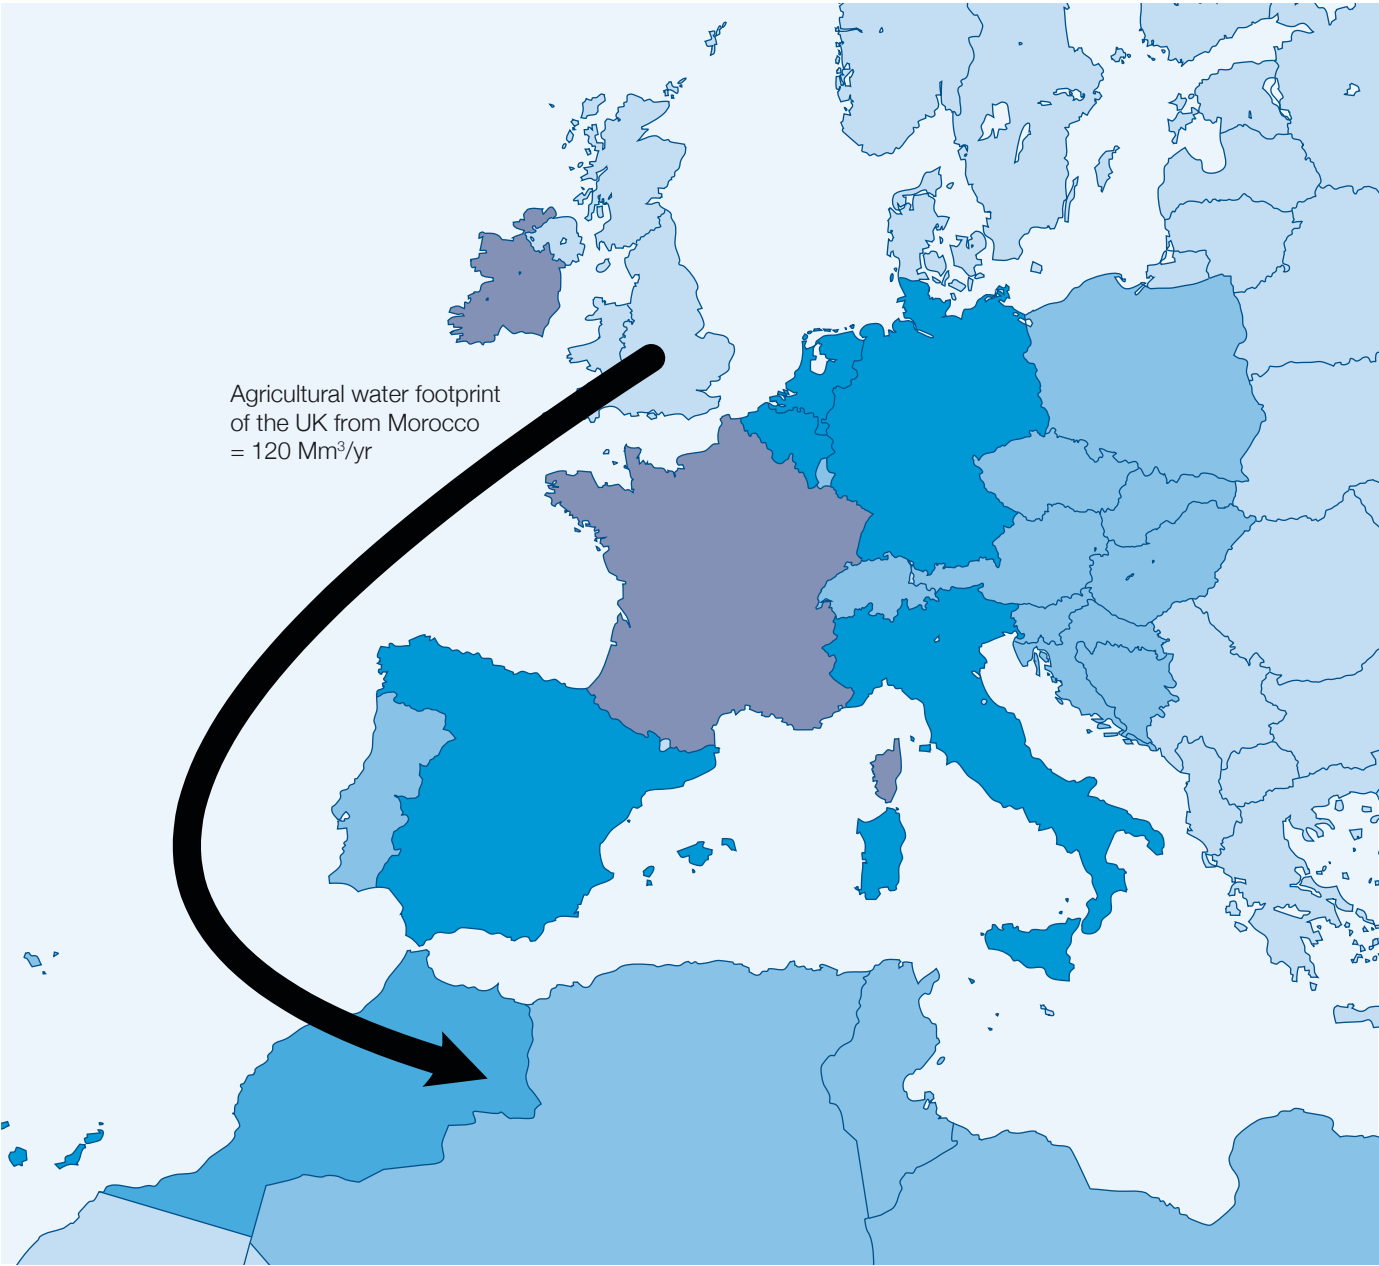 Agricultural water footprint
of the UK from Morocco
= 120 Mm³/yr